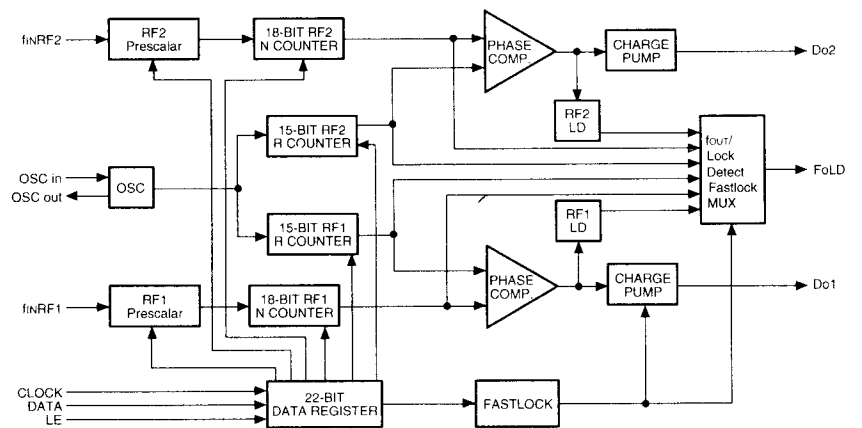 fINRF2
RF2
Prescalar
18-BIT RF2
N COUNTER
PHASE
COMP.
CHARGE
PUMP
Do2
RF2
LD
15-BIT RF2
R COUNTER
OSC in
OSC out
OSC
fOUT/
Lock
Detect
Fastlock
MUX
FoLD
15-BIT RF1
R COUNTER
RF1
LD
fINRF1
RF1
Prescalar
18-BIT RF1
N COUNTER
PHASE
COMP.
CHARGE
PUMP
Do1
CLOCK
DATA
LE
22-BIT
DATA REGISTER
FASTLOCK